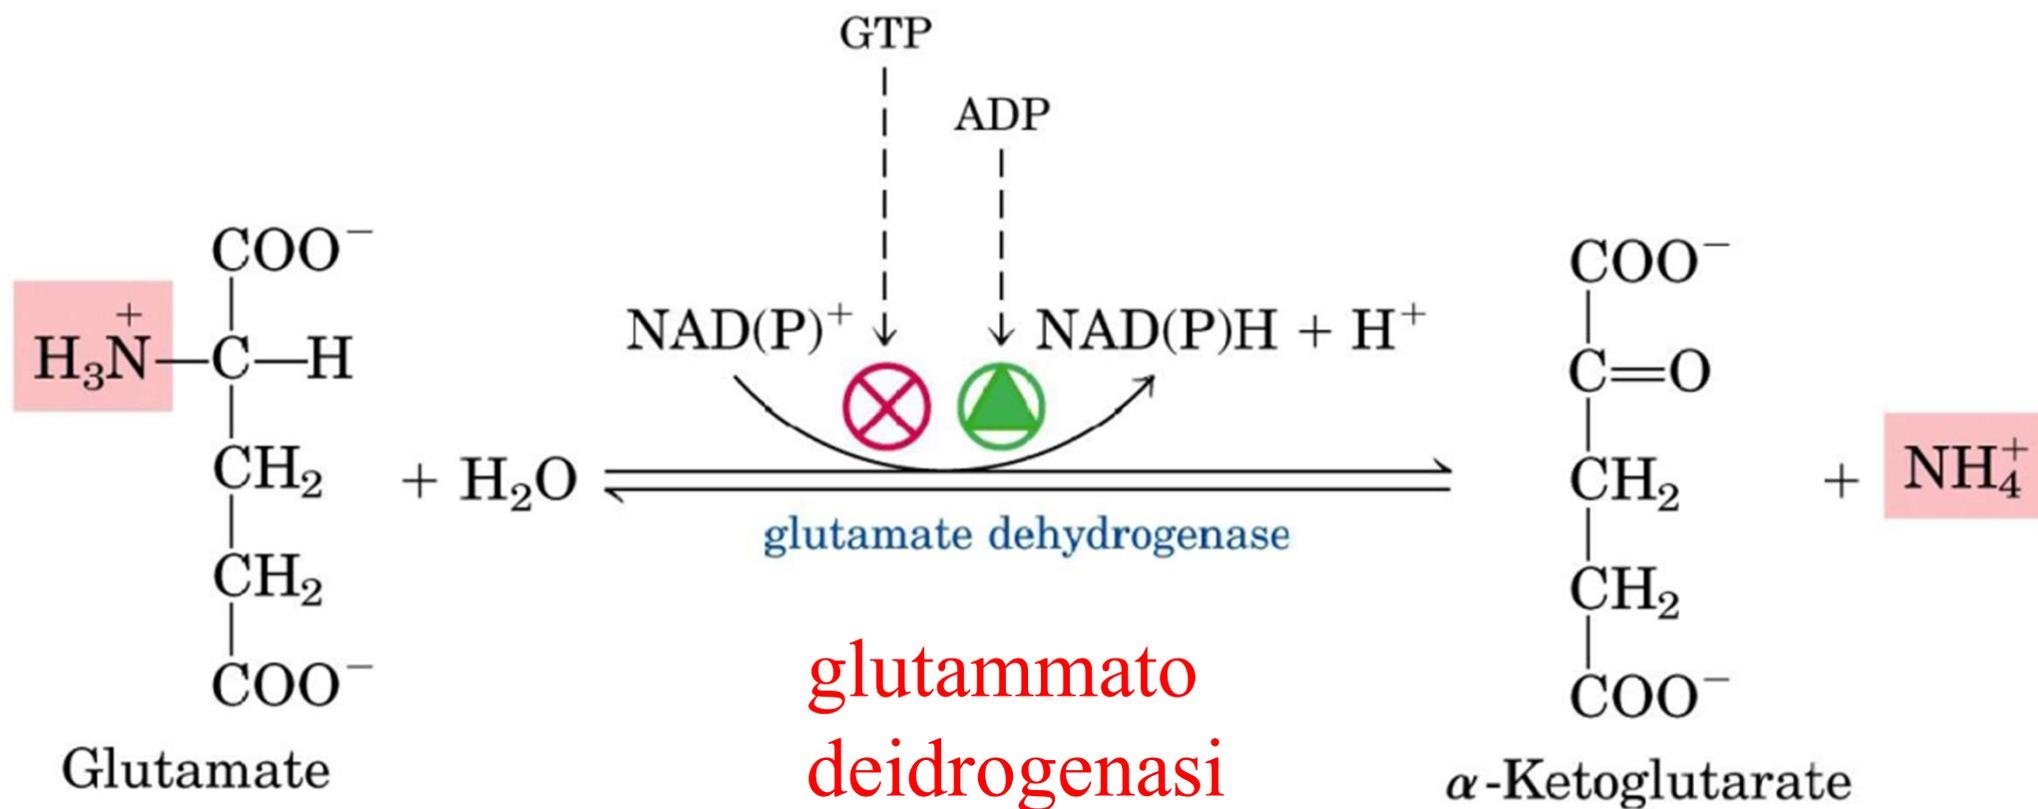 GTP
ADP
COO⁻
H₃N⁺—C—H
CH₂
CH₂
COO⁻
Glutamate
+ H₂O
NAD(P)⁺
NAD(P)H + H⁺
glutamate dehydrogenase
glutammato
deidrogenasi
COO⁻
C=O
CH₂
CH₂
COO⁻
α-Ketoglutarate
+ NH₄⁺